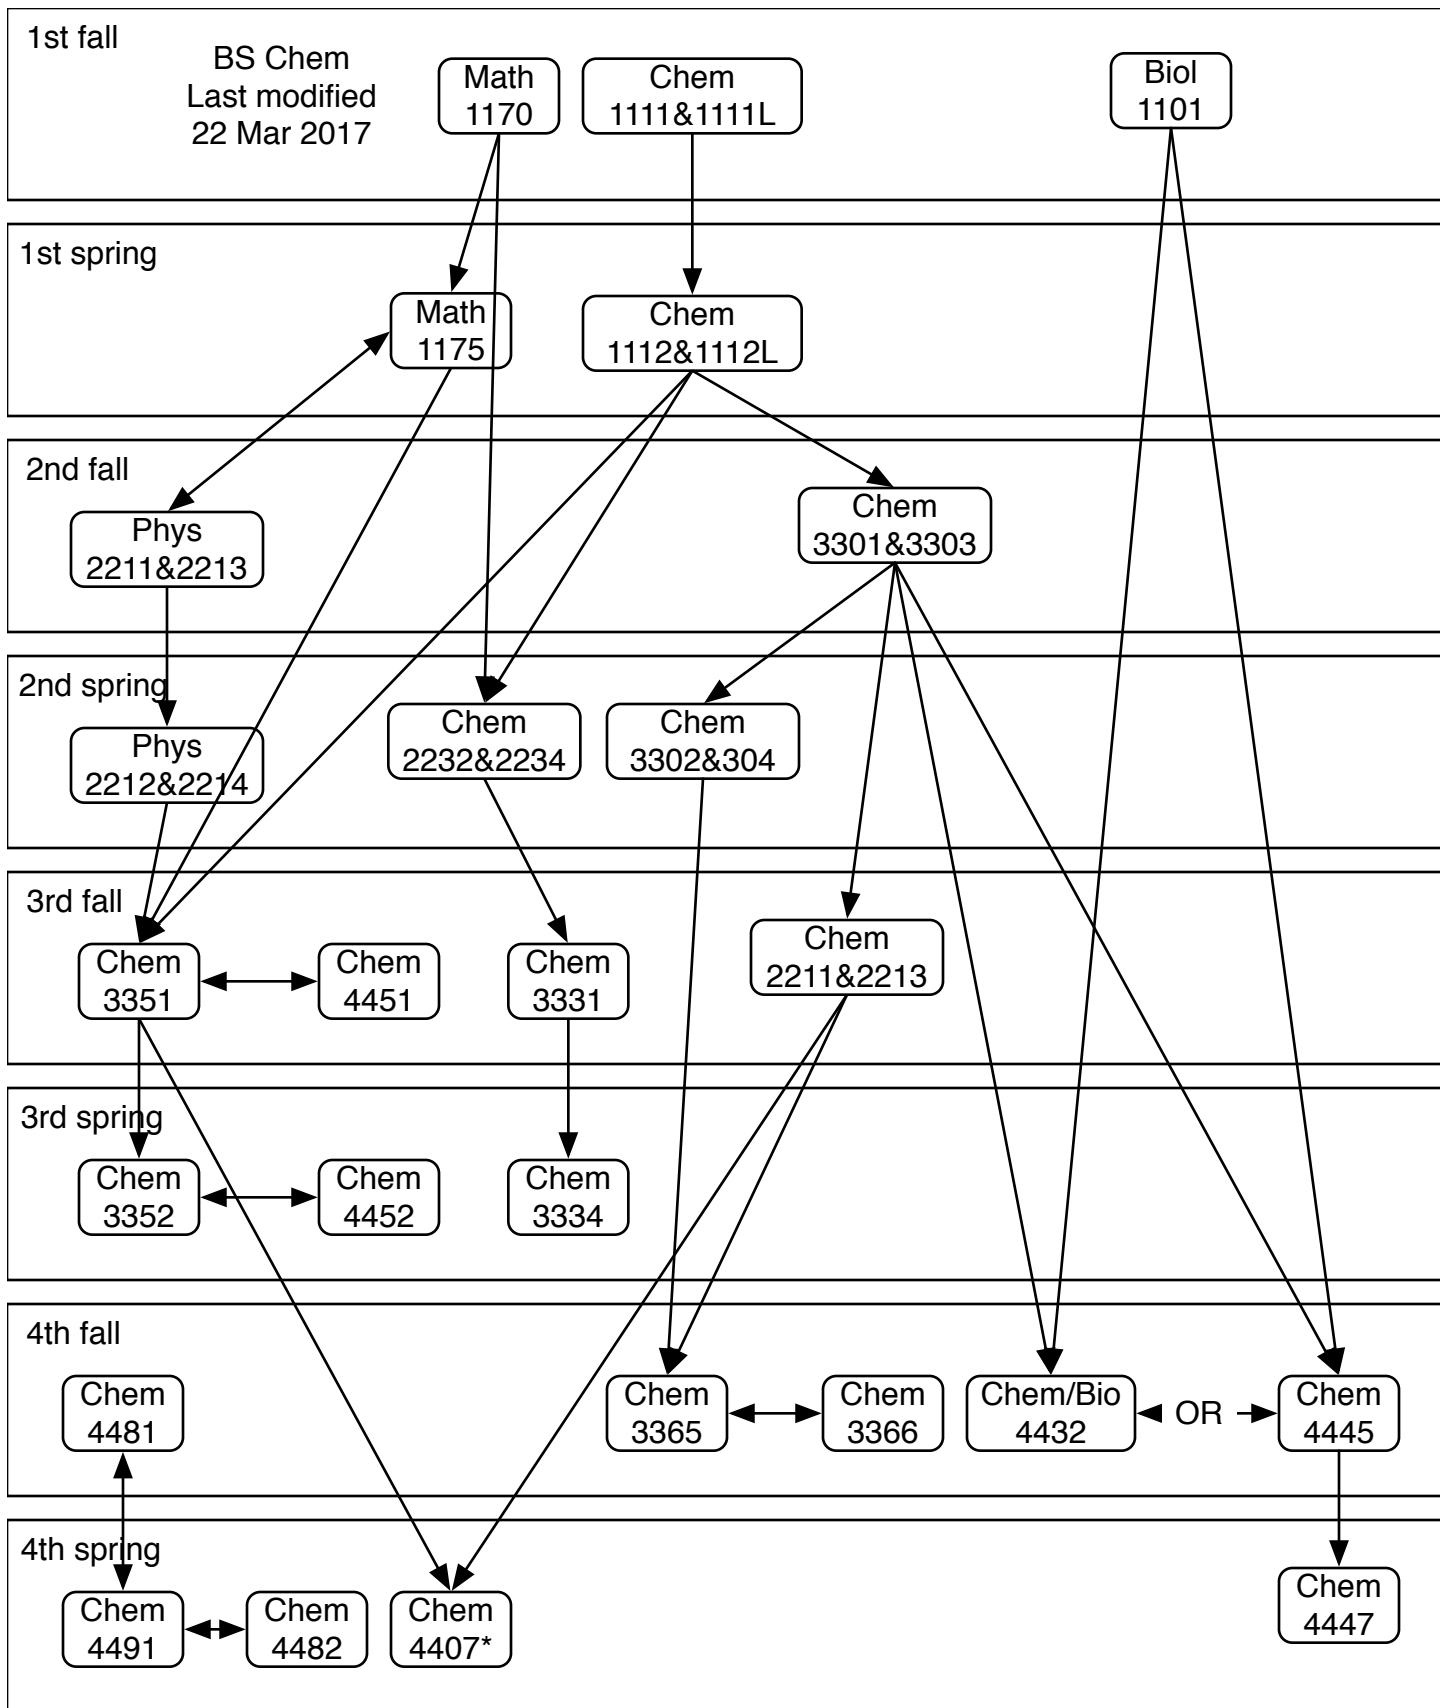 1st fall
BS Chem
Last modified
22 Mar 2017
Math
1170
Chem
1111&1111L
Biol
1101
1st spring
Math
1175
Chem
1112&1112L
2nd fall
Phys
2211&2213
Chem
3301&3303
2nd spring
Phys
2212&2214
Chem
2232&2234
Chem
3302&304
3rd fall
Chem
3351
Chem
4451
Chem
3331
Chem
2211&2213
3rd spring
Chem
3352
Chem
4452
Chem
3334
4th fall
Chem
4481
Chem
3365
Chem
3366
Chem/Bio
4432
OR
Chem
4445
4th spring
Chem
4491
Chem
4482
Chem
4407*
Chem
4447